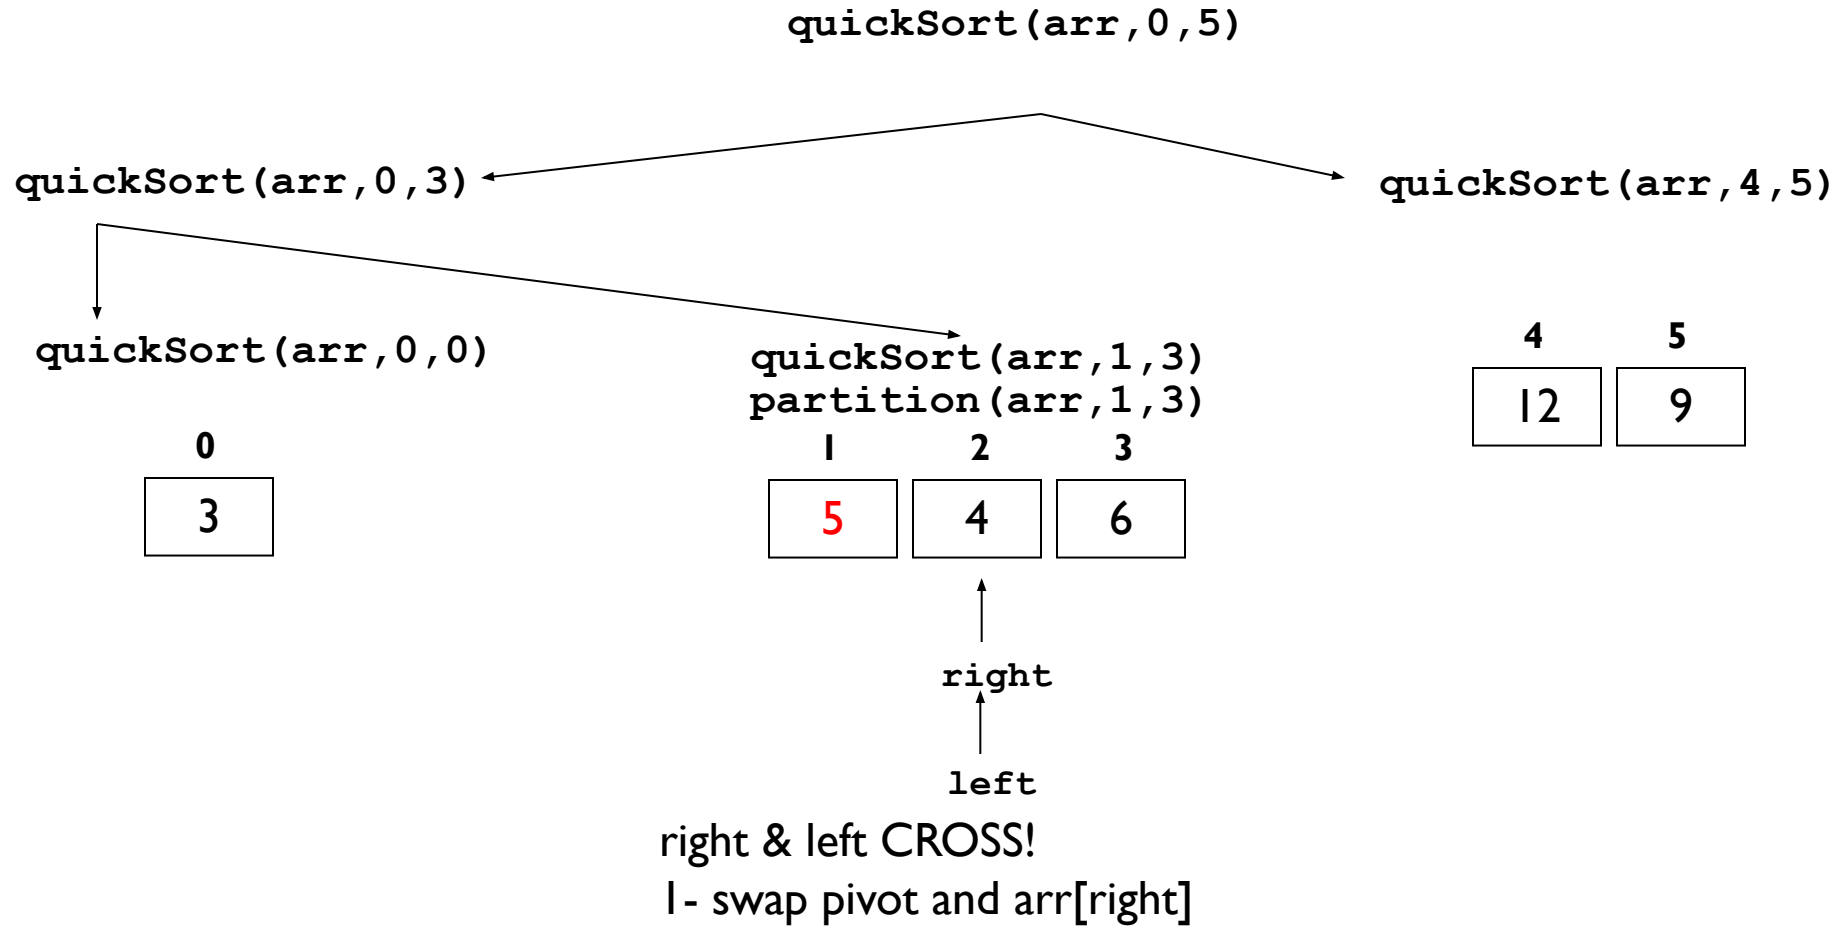 quickSort(arr,0,5)
quickSort(arr,0,3)
quickSort(arr,4,5)
quickSort(arr,0,0)
quickSort(arr,1,3)
partition(arr,1,3)
0
3
1 2 3
5 4 6
4 5
12 9
right
left
right & left CROSS!
1- swap pivot and arr[right]